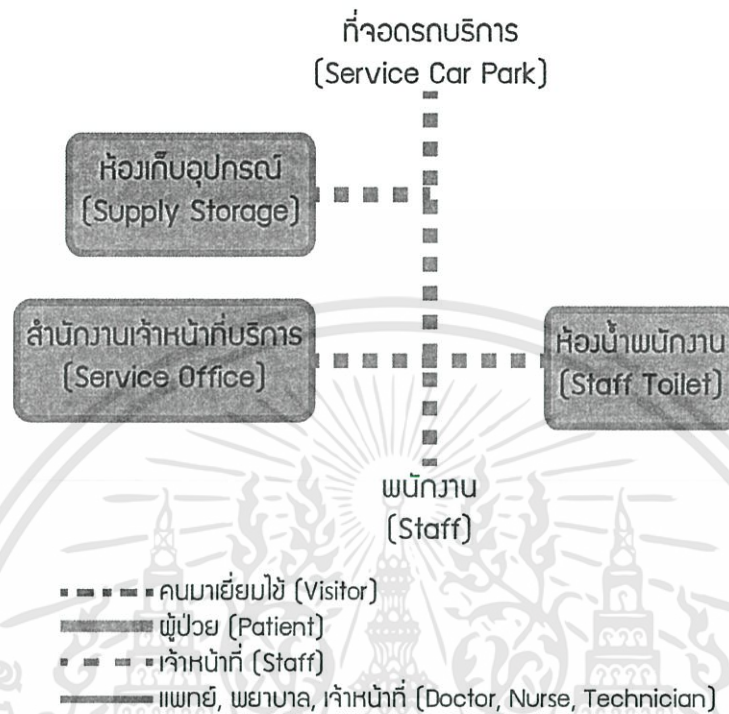 ที่จอดรถบริการ
(Service Car Park)
ห้องเก็บอุปกรณ์
(Supply Storage)
สำนักงานเจ้าหน้าที่บริการ
(Service Office)
ห้องน้ำพนักงาน
(Staff Toilet)
พนักงาน
(Staff)
คนมาเยี่ยมไข้ (Visitor)
ผู้ป่วย (Patient)
เจ้าหน้าที่ (Staff)
แพทย์, พยาบาล, เจ้าหน้าที่ (Doctor, Nurse, Technician)